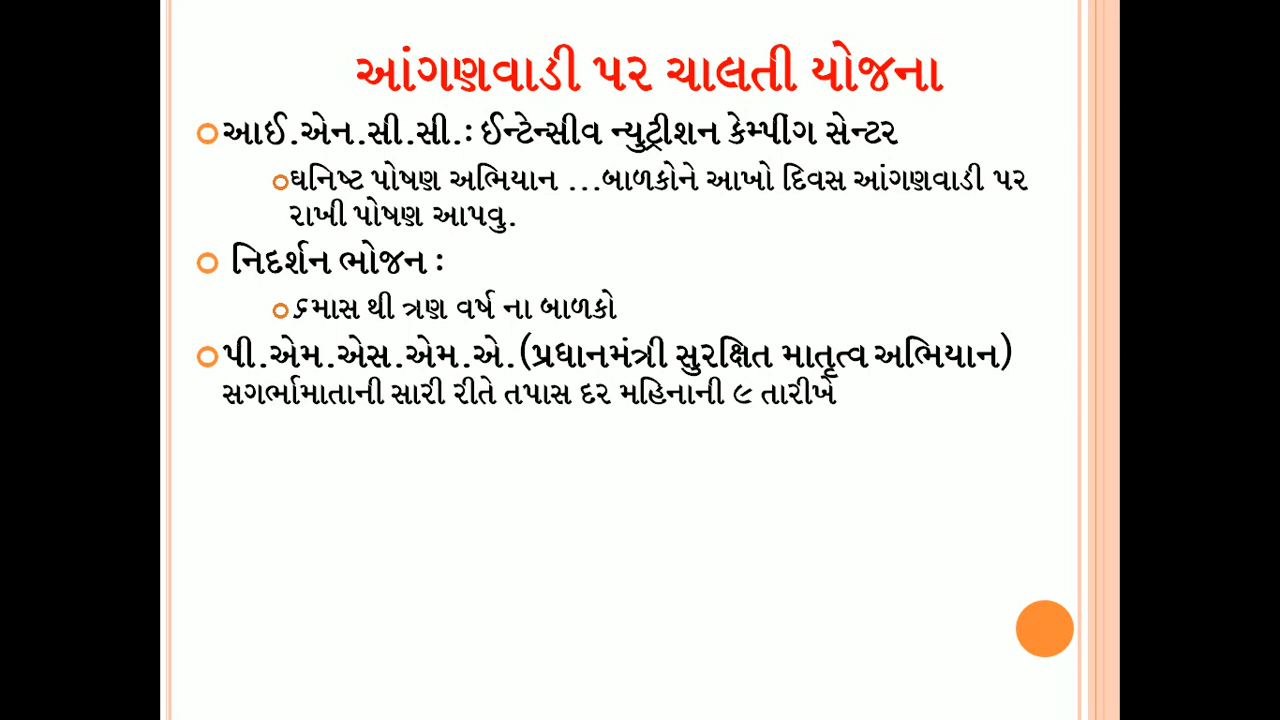 આંગણવાડી પર ચાલતી યોજના
આઈ.એન.સી.સી.: ઈન્ટેન્સીવ ન્યુટ્રીશન કેમ્પીંગ સેન્ટર
ઘનિષ્ટ પોષણ અભિયાન ...બાળકોને આખો દિવસ આંગણવાડી પર
રાખી પોષણ આપવુ.
નિદર્શન ભોજન :
૬માસ થી ત્રણ વર્ષ ના બાળકો
પી.એમ.એસ.એમ.એ.(પ્રધાનમંત્રી સુરક્ષિત માતૃત્વ અભિયાન)
સગર્ભામાતાની સારી રીતે તપાસ દર મહિનાની ૯ તારીખે